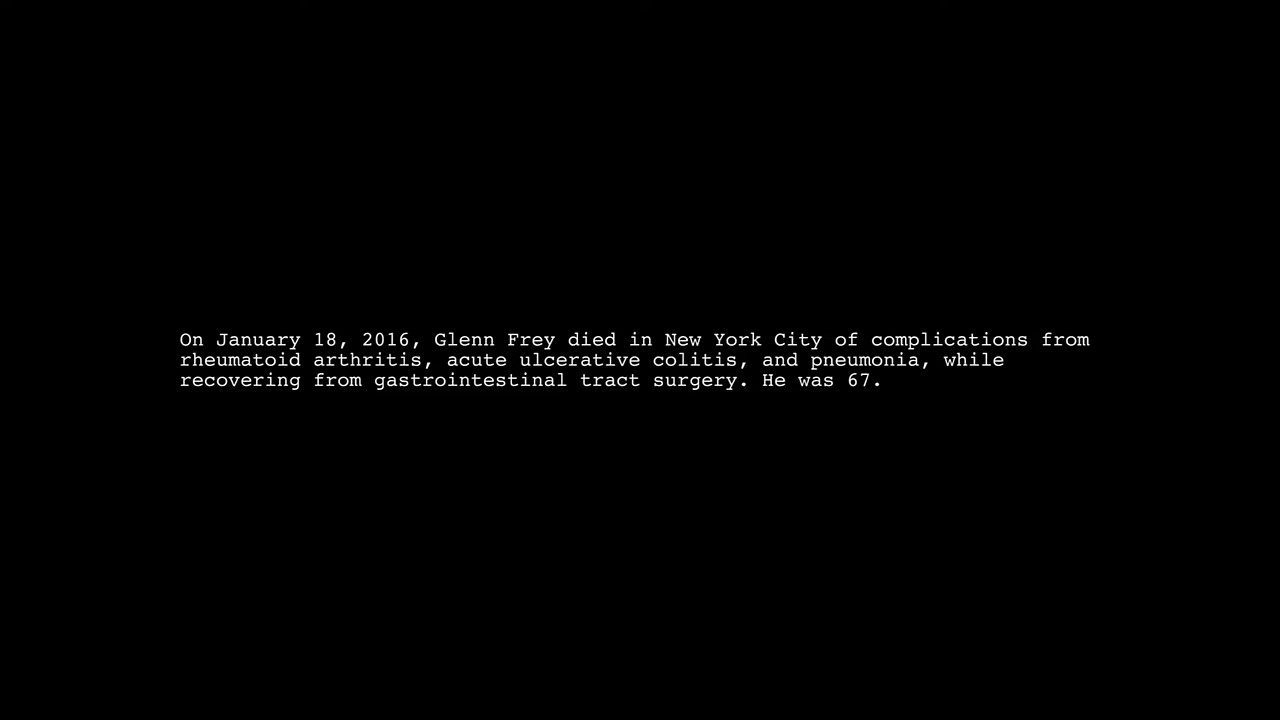 On January 18, 2016, Glenn Frey died in New York City of complications from
rheumatoid arthritis, acute ulcerative colitis, and pneumonia, while
recovering from gastrointestinal tract surgery. He was 67.